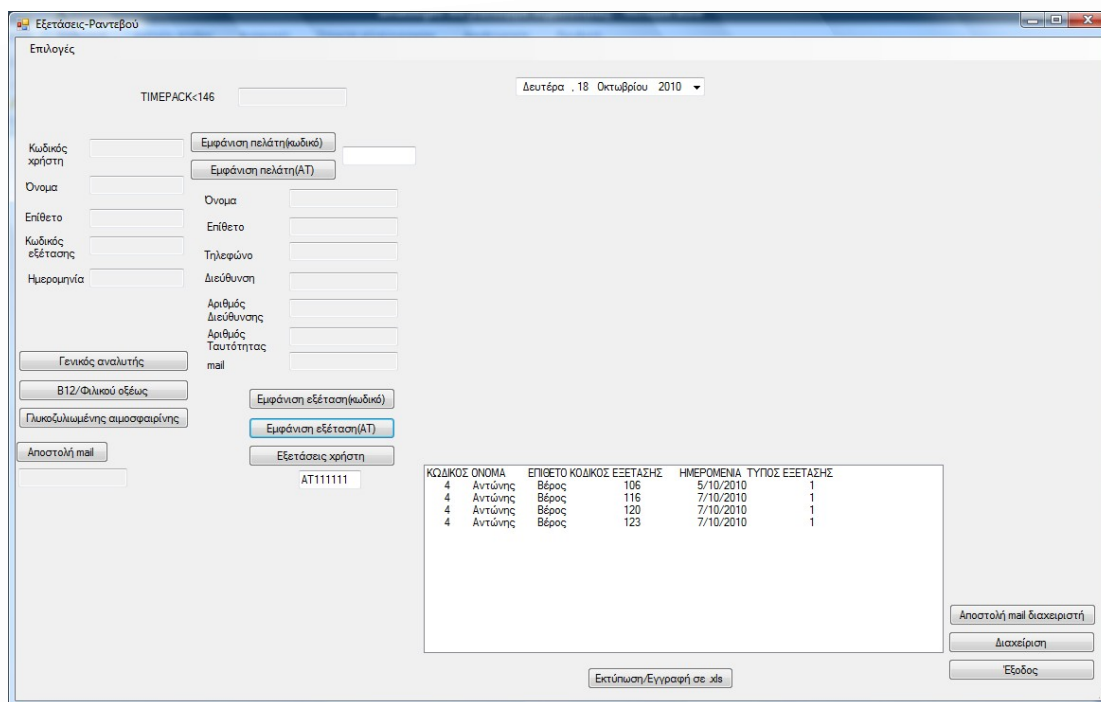 Εξετάσεις-Ραντεβού
Επιλογές
Δευτέρα , 18 Οκτωβρίου 2010
TIMEPACK<146
Κωδικός χρήστη
Όνομα
Επίθετο
Κωδικός εξέτασης
Ημερομηνία
Εμφάνιση πελάτη(κωδικό)
Εμφάνιση πελάτη(ΑΤ)
Όνομα
Επίθετο
Τηλεφώνο
Διεύθυνση
Αριθμός Διεύθυνσης
Αριθμός Ταυτότητας
mail
Γενικός αναλυτής
Β12/Φιλικού οξέως
Γλυκοζυλιωμένης αιμοσφαιρίνης
Αποστολή mail
Εμφάνιση εξέταση(κωδικό)
Εμφάνιση εξέταση(ΑΤ)
Εξετάσεις χρήστη
AT111111
ΚΩΔΙΚΟΣ ΟΝΟΜΑ ΕΠΙΘΕΤΟ ΚΟΔΙΚΟΣ ΕΞΕΤΑΣΗΣ ΗΜΕΡΟΜΕΝΙΑ ΤΥΠΟΣ ΕΞΕΤΑΣΗΣ
4 Αντώνης Βέρος 106 5/10/2010 1
4 Αντώνης Βέρος 116 7/10/2010 1
4 Αντώνης Βέρος 120 7/10/2010 1
4 Αντώνης Βέρος 123 7/10/2010 1
Αποστολή mail διαχειριστή
Διαχείριση
Έξοδος
Εκτύπωση/Εγγραφή σε .xls